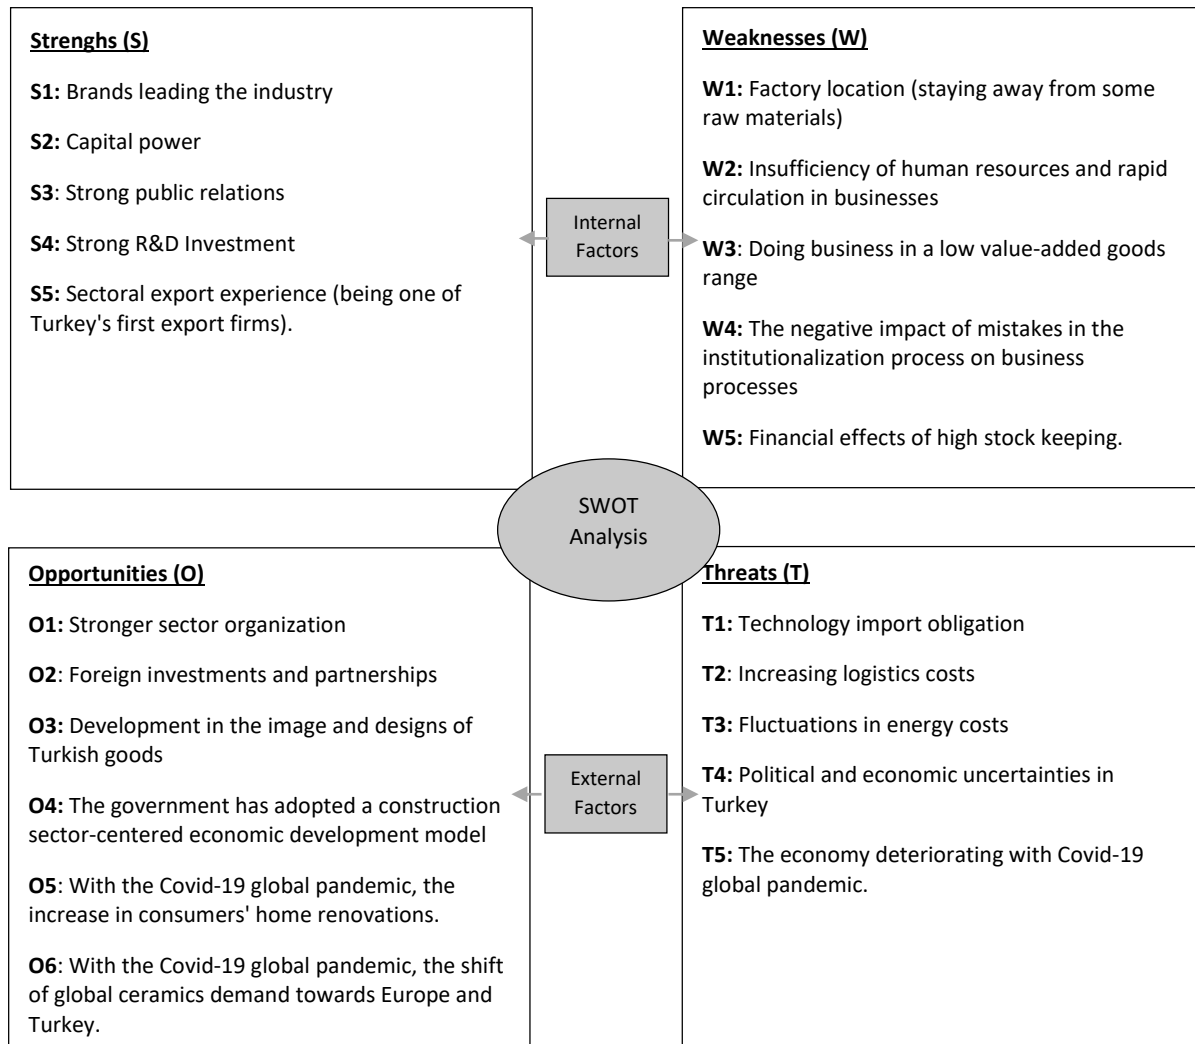 Strenghs (S)
S1: Brands leading the industry
S2: Capital power
S3: Strong public relations
S4: Strong R&D Investment
S5: Sectoral export experience (being one of
Turkey's first export firms).
Internal
Factors
Weaknesses (W)
W1: Factory location (staying away from some
raw materials)
W2: Insufficiency of human resources and rapid
circulation in businesses
W3: Doing business in a low value-added goods
range
W4: The negative impact of mistakes in the
institutionalization process on business
processes
W5: Financial effects of high stock keeping.
SWOT
Analysis
Opportunities (O)
O1: Stronger sector organization
O2: Foreign investments and partnerships
O3: Development in the image and designs of
Turkish goods
O4: The government has adopted a construction
sector-centered economic development model
O5: With the Covid-19 global pandemic, the
increase in consumers' home renovations.
O6: With the Covid-19 global pandemic, the shift
of global ceramics demand towards Europe and
Turkey.
External
Factors
Threats (T)
T1: Technology import obligation
T2: Increasing logistics costs
T3: Fluctuations in energy costs
T4: Political and economic uncertainties in
Turkey
T5: The economy deteriorating with Covid-19
global pandemic.